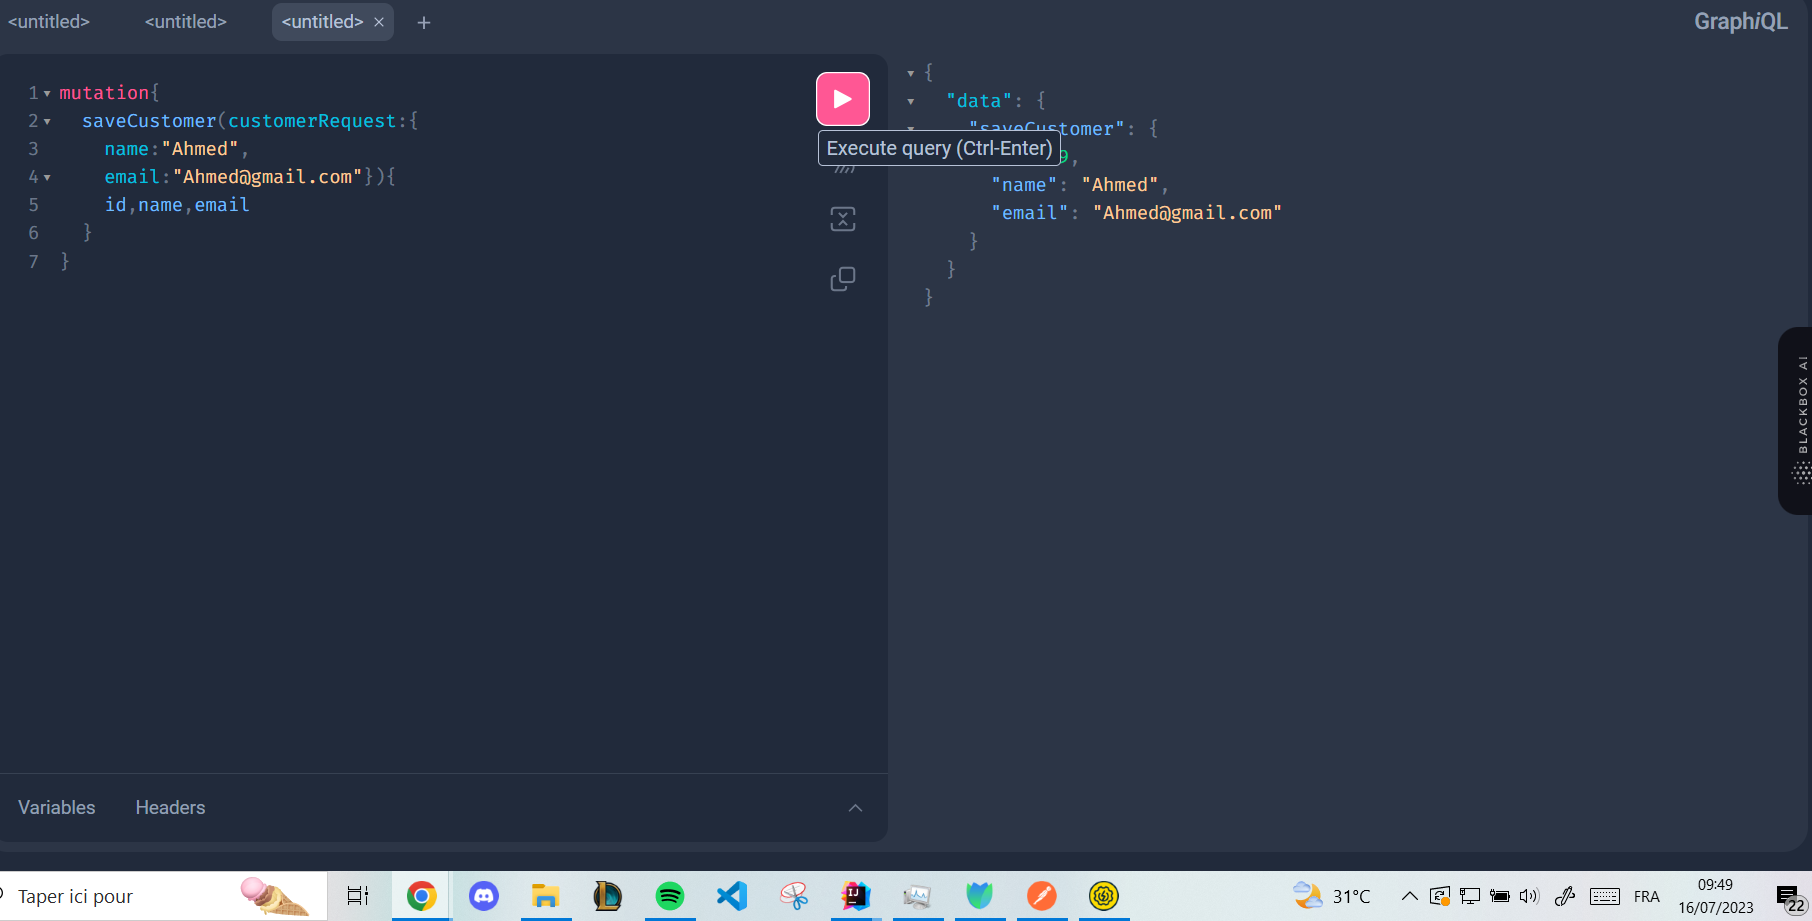 <untitled> <untitled> <untitled> × +
GraphiQL
1 mutation{
2 saveCustomer(customerRequest:{
3 name:"Ahmed",
4 email:"Ahmed@gmail.com"}){
5 id,name,email
6 }
7 }
Execute query (Ctrl-Enter)
{
"data": {
"saveCustomer": {
9,
"name": "Ahmed",
"email": "Ahmed@gmail.com"
}
}
}
BLACKBOX AI
Variables Headers
Taper ici pour
IJ
31°C
FRA
09:49
16/07/2023
22